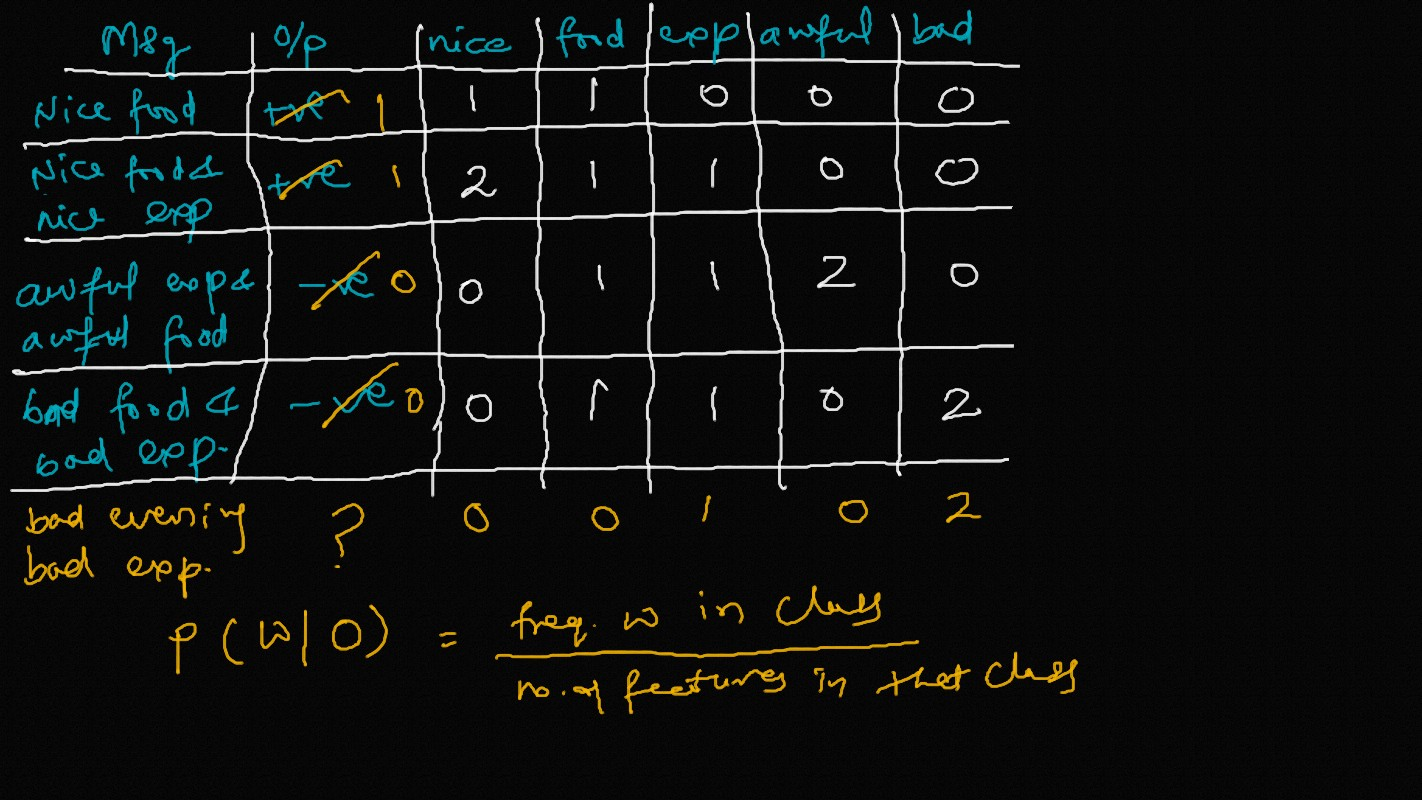 Msg O/p nice food exp awful bad
Nice food +ve 1 1 1 0 0 0
Nice food &
nice exp +ve 1 2 1 1 0 0
awful exp &
awful food -ve 0 0 1 1 2 0
bad food &
bad exp. -ve 0 0 1 1 0 2
bad evening
bad exp. ? 0 0 1 0 2
P(W|O) = freq. w in class
no. of features in that class